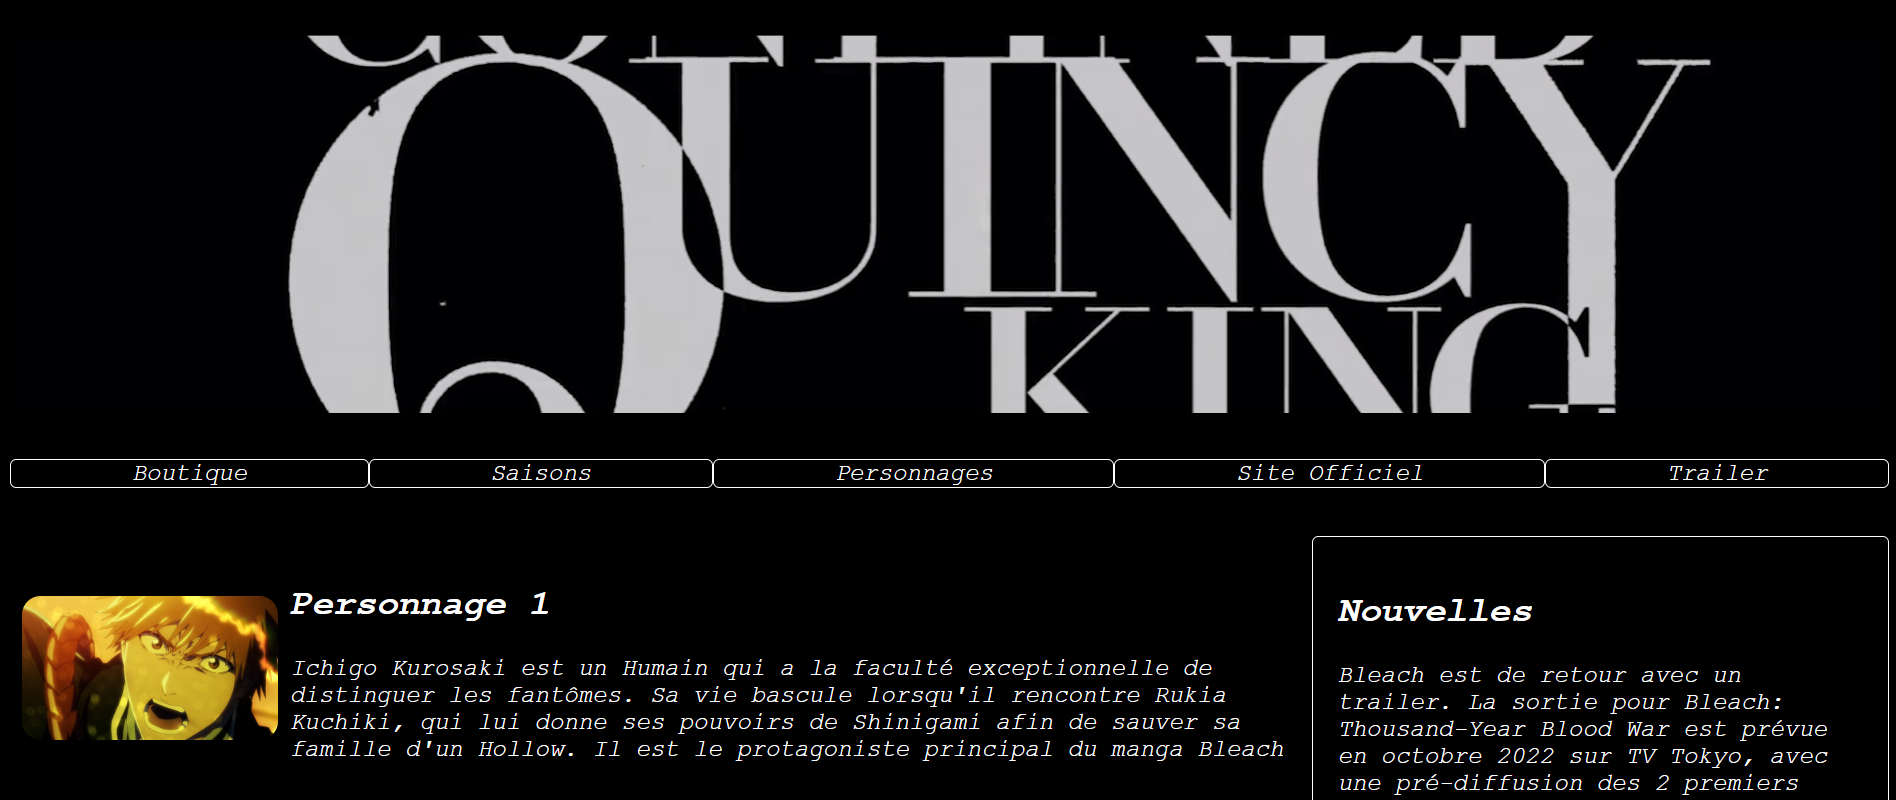 QUINCY
KING
Boutique
Saisons
Personnages
Site Officiel
Trailer
Personnage 1
Ichigo Kurosaki est un Humain qui a la faculté exceptionnelle de
distinguer les fantômes. Sa vie bascule lorsqu'il rencontre Rukia
Kuchiki, qui lui donne ses pouvoirs de Shinigami afin de sauver sa
famille d'un Hollow. Il est le protagoniste principal du manga Bleach
Nouvelles
Bleach est de retour avec un
trailer. La sortie pour Bleach:
Thousand-Year Blood War est prévue
en octobre 2022 sur TV Tokyo, avec
une pré-diffusion des 2 premiers